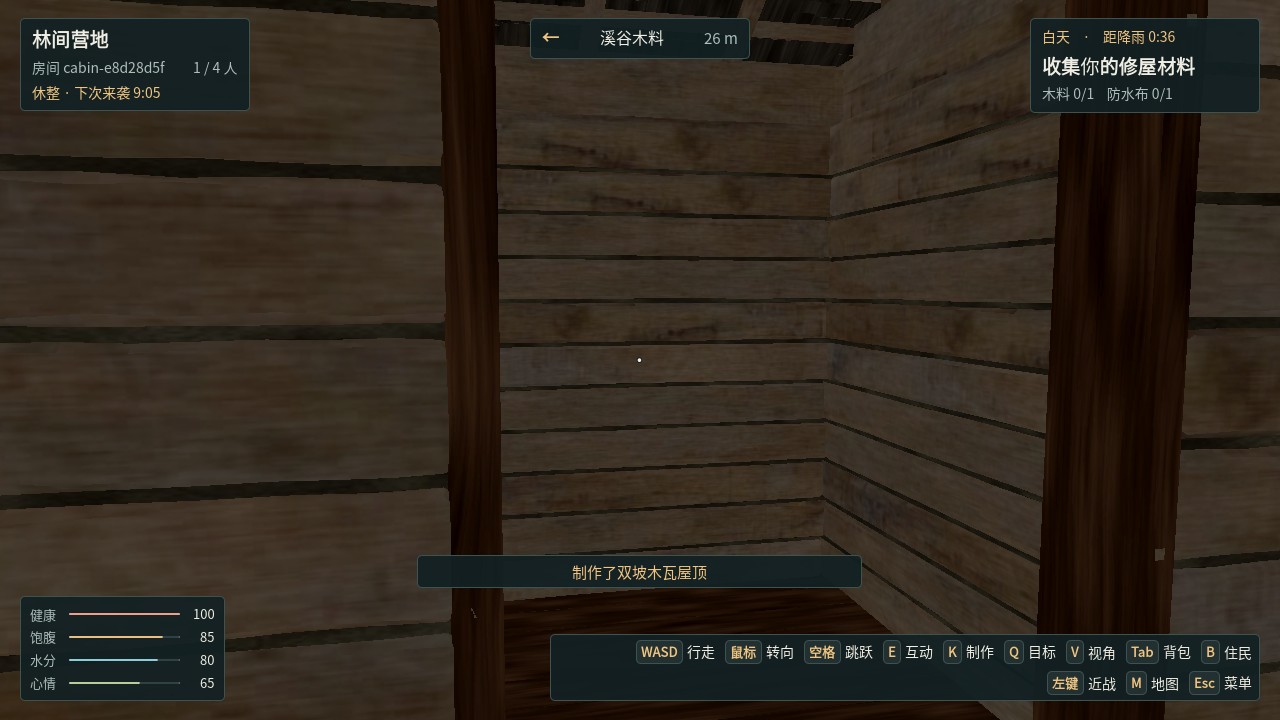 林间营地
房间 cabin-e8d28d5f 1 / 4 人
休整 · 下次来袭 9:05
← 溪谷木料 26 m
白天 · 距降雨 0:36
收集你的修屋材料
木料 0/1 防水布 0/1
制作了双坡木瓦屋顶
健康 100
饱腹 85
水分 80
心情 65
WASD 行走 鼠标 转向 空格 跳跃 E 互动 K 制作 Q 目标 V 视角 Tab 背包 B 住民
左键 近战 M 地图 Esc 菜单